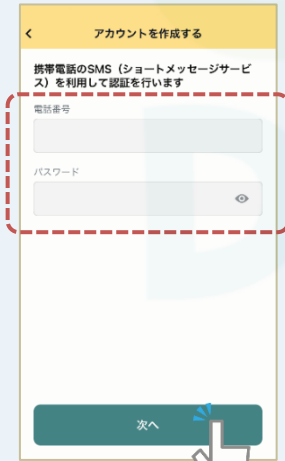 アカウントを作成する
携帯電話のSMS（ショートメッセージサービ
ス）を利用して認証を行います
電話番号
パスワード
次へ